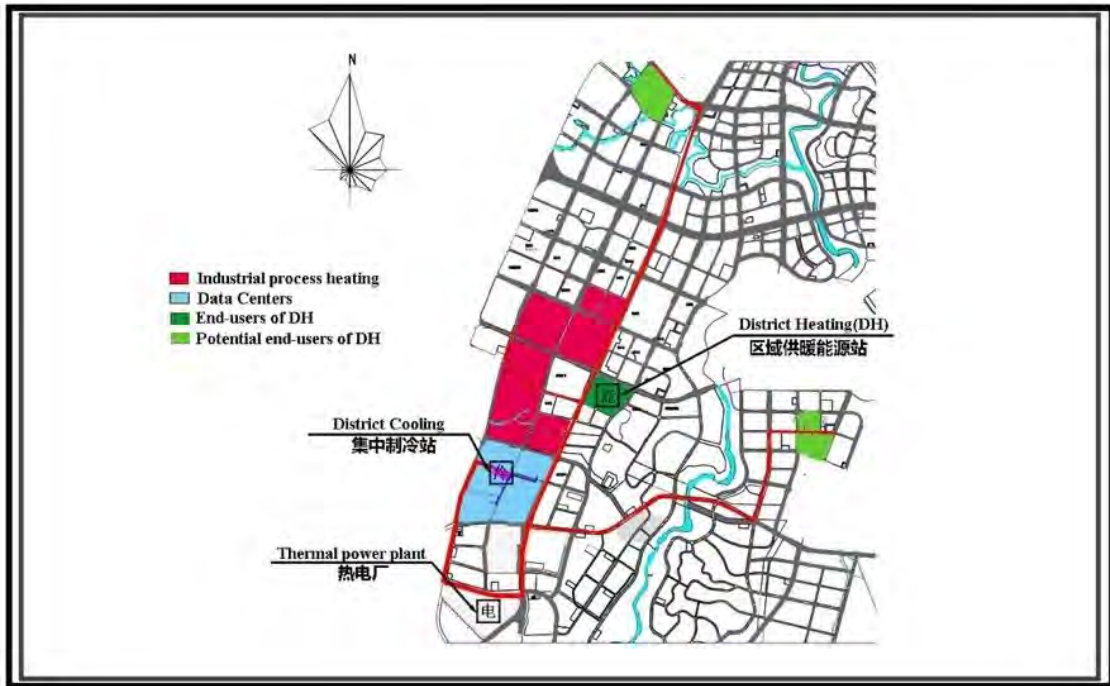 N
Industrial process heating
Data Centers
End-users of DH
Potential end-users of DH
District Heating(DH)
区域供暖能源站
District Cooling
集中制冷站
Thermal power plant
热电厂
电